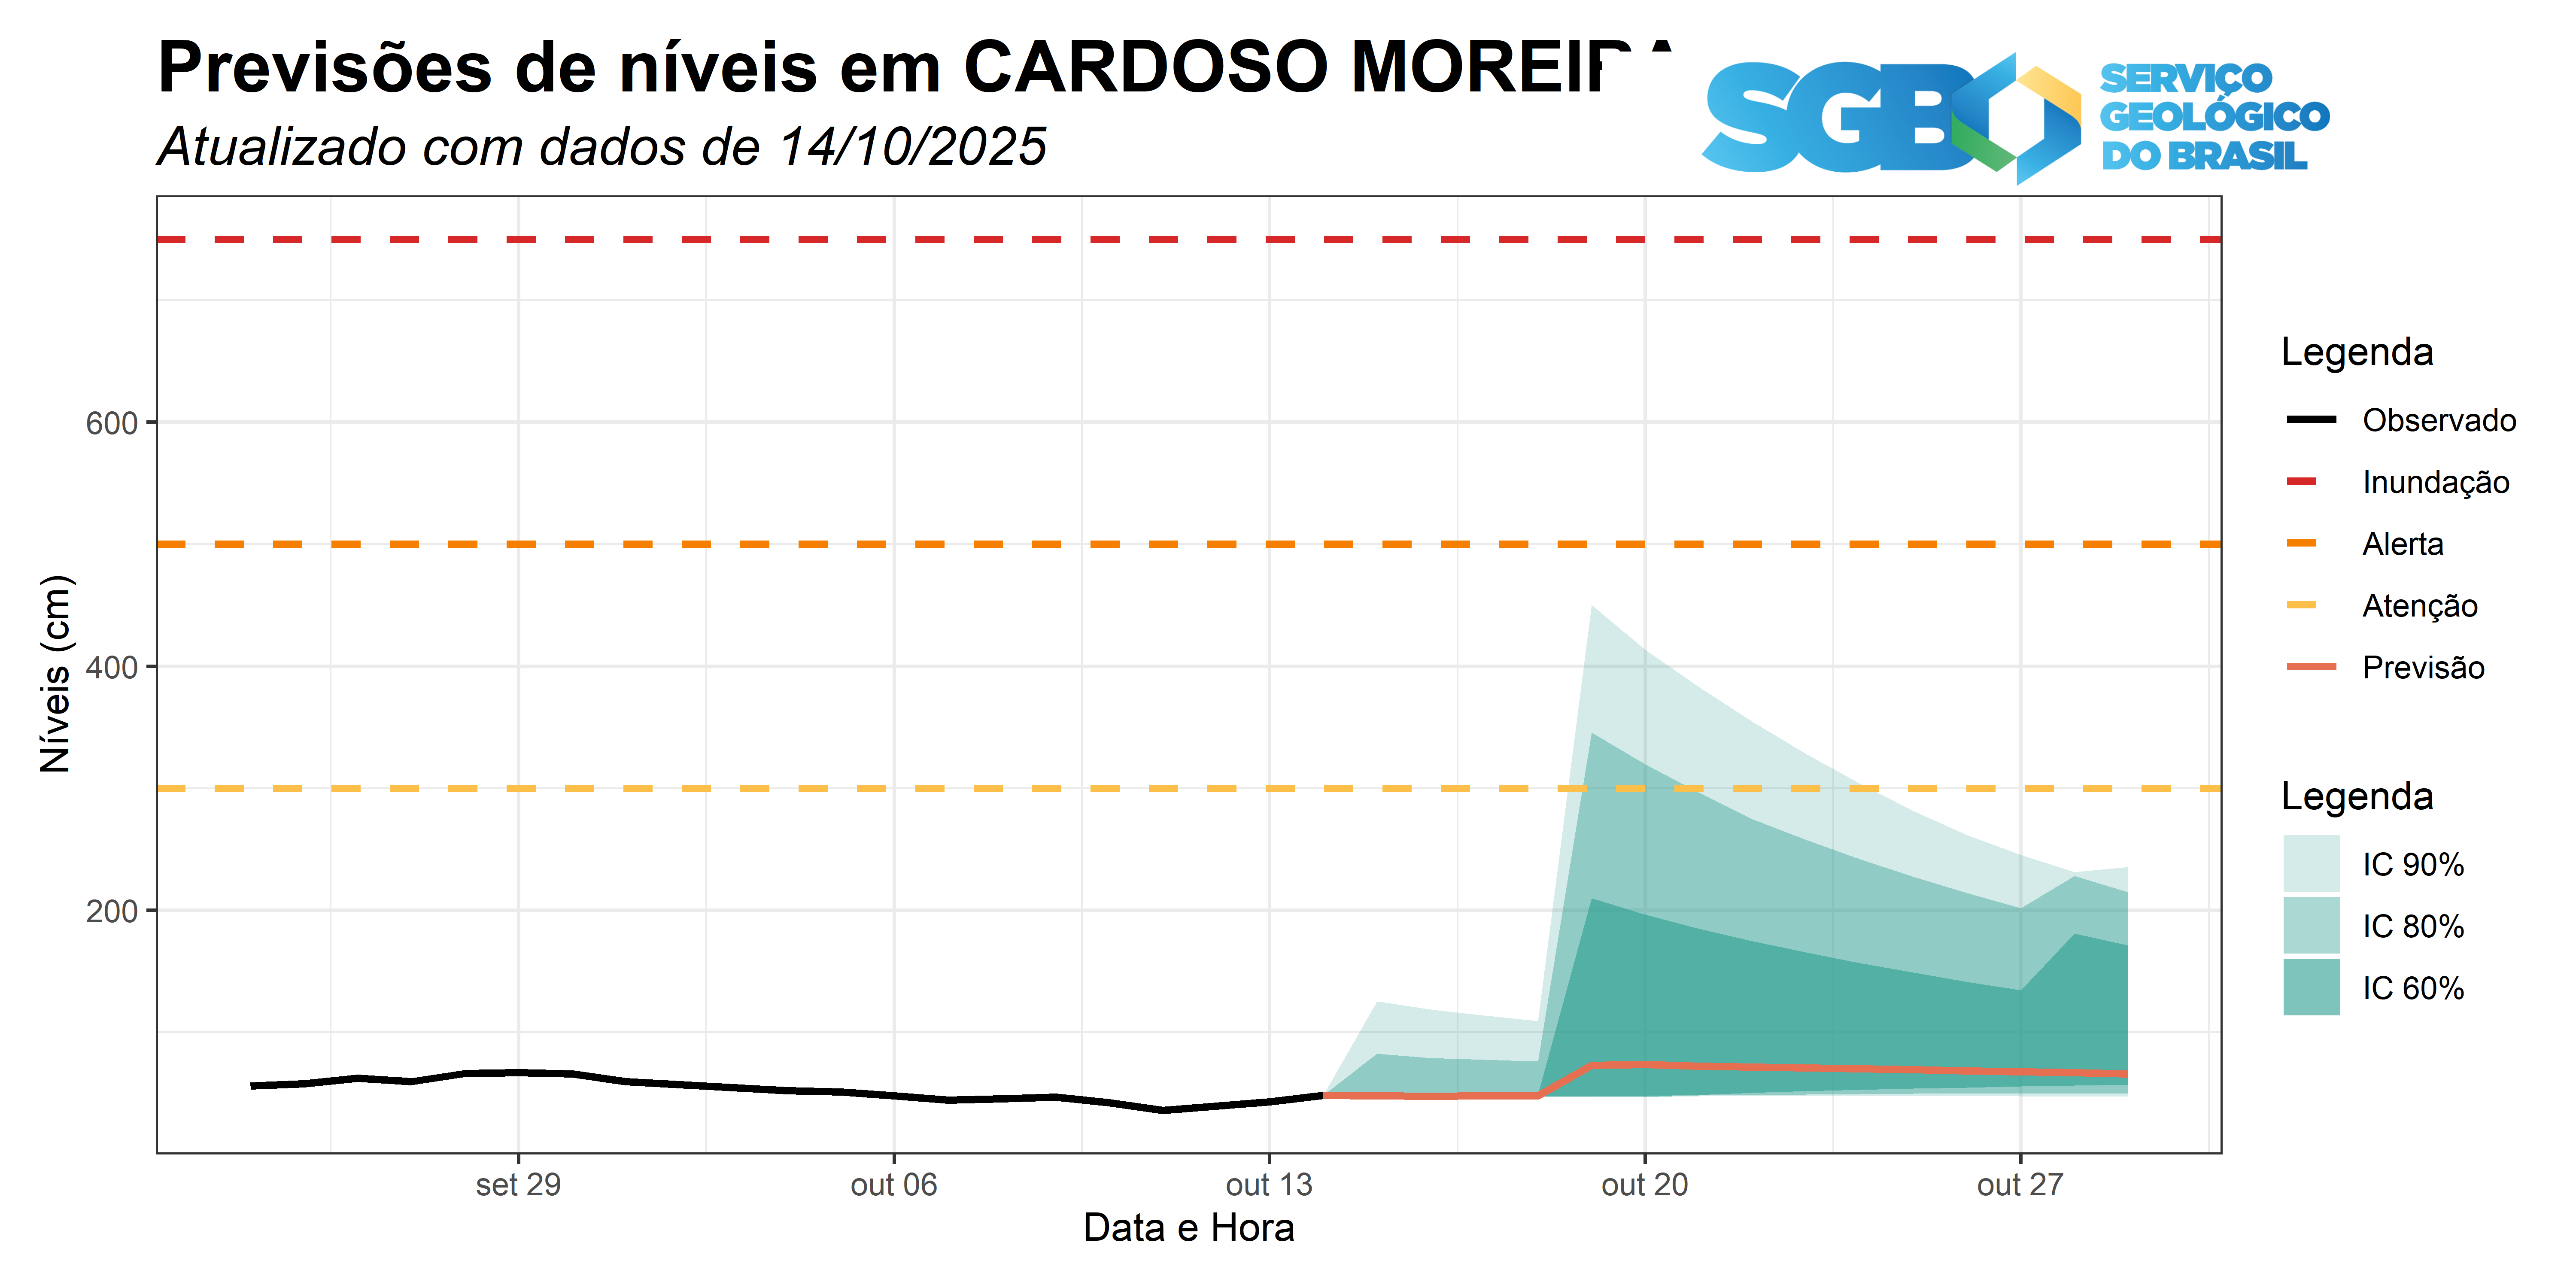 Previsões de níveis em CARDOSO MOREIRA
Atualizado com dados de 14/10/2025
SGB
SERVIÇO
GEOLÓGICO
DO BRASIL
Níveis (cm)
600
400
200
set 29
out 06
out 13
out 20
out 27
Data e Hora
Legenda
Observado
Inundação
Alerta
Atenção
Previsão
Legenda
IC 90%
IC 80%
IC 60%